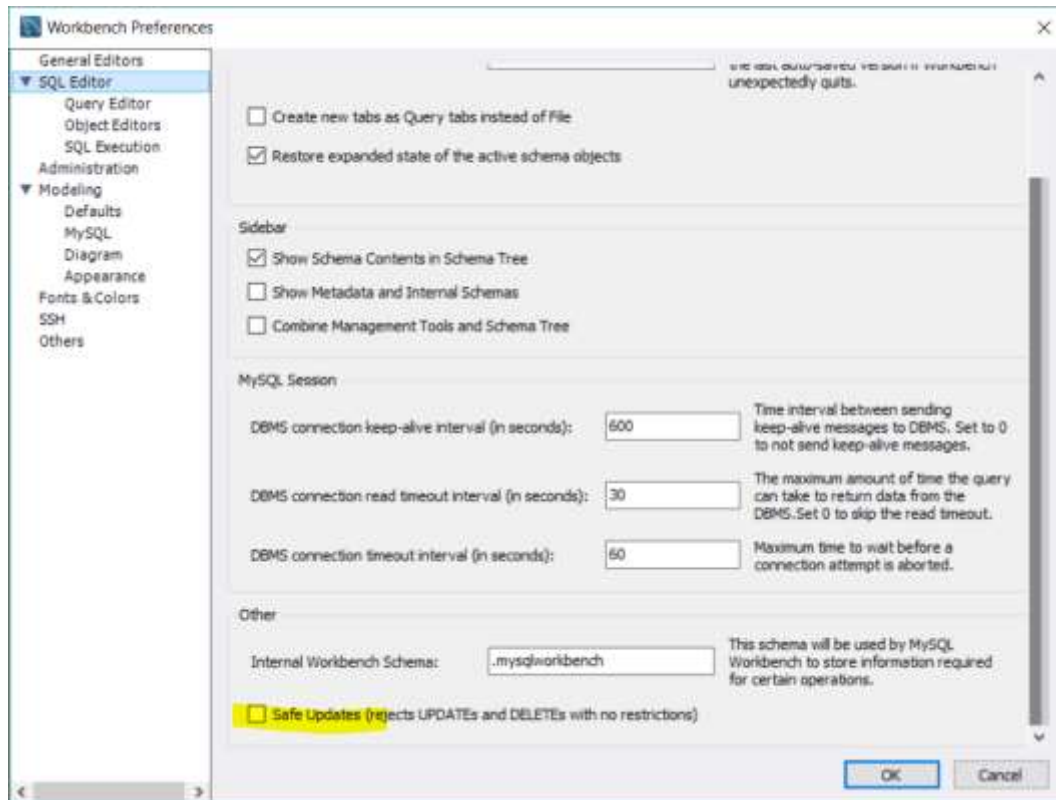 Workbench Preferences
General Editors
SQL Editor
Query Editor
Object Editors
SQL Execution
Administration
Modeling
Defaults
MySQL
Diagram
Appearance
Fonts & Colors
SSH
Others
the last auto-saved version if Workbench
unexpectedly quits.
Create new tabs as Query tabs instead of File
Restore expanded state of the active schema objects
Sidebar
Show Schema Contents in Schema Tree
Show Metadata and Internal Schemas
Combine Management Tools and Schema Tree
MySQL Session
DBMS connection keep-alive interval (in seconds):
600
Time interval between sending
keep-alive messages to DBMS. Set to 0
to not send keep-alive messages.
DBMS connection read timeout interval (in seconds):
30
The maximum amount of time the query
can take to return data from the
DBMS.Set 0 to skip the read timeout.
DBMS connection timeout interval (in seconds):
60
Maximum time to wait before a
connection attempt is aborted.
Other
Internal Workbench Schema:
.mysqlworkbench
This schema will be used by MySQL
Workbench to store information required
for certain operations.
Safe Updates (rejects UPDATEs and DELETEs with no restrictions)
OK
Cancel